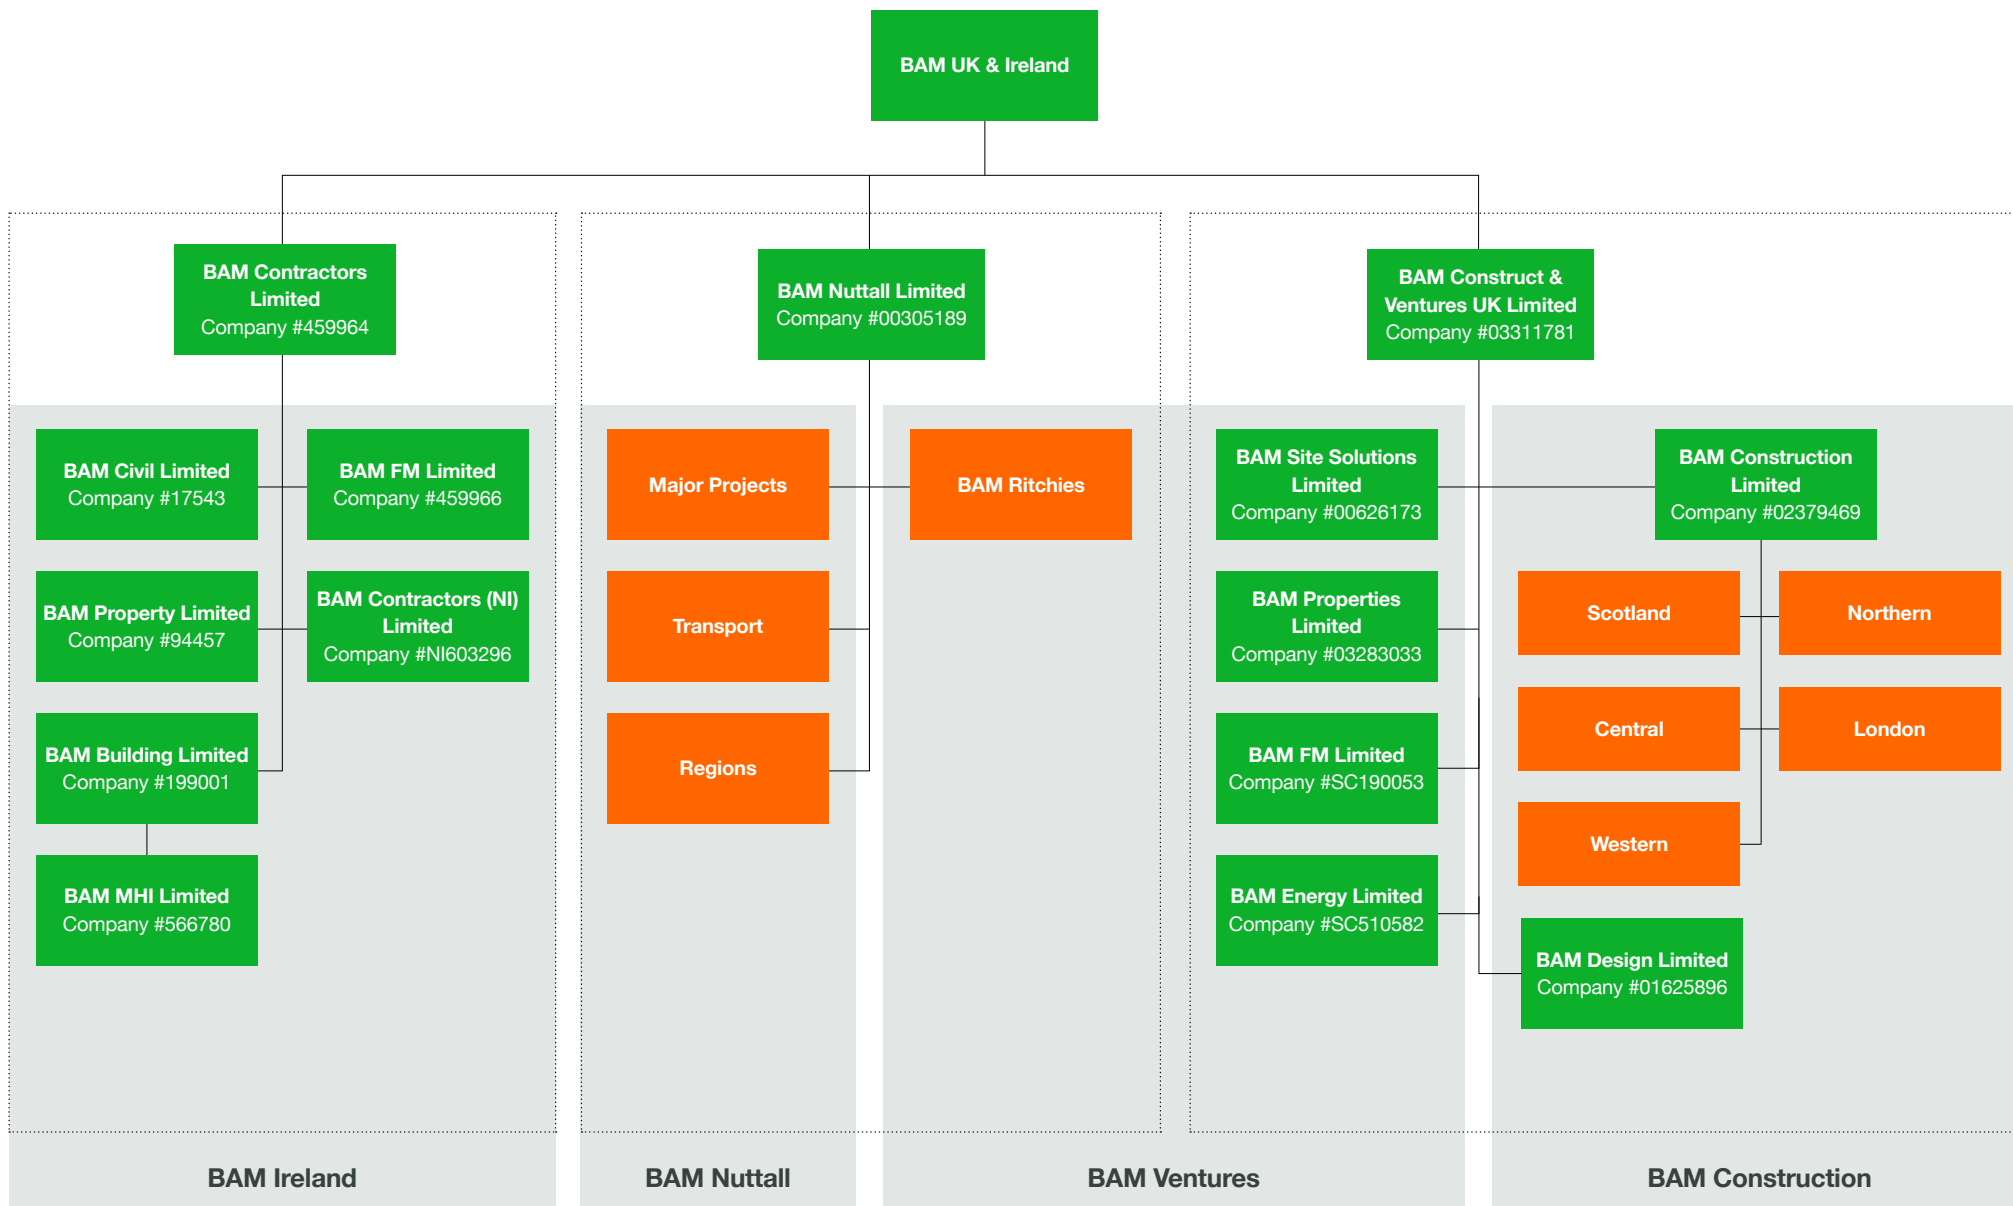 BAM UK & Ireland
BAM Contractors
Limited
Company #459964
BAM Nuttall Limited
Company #00305189
BAM Construct &
Ventures UK Limited
Company #03311781
BAM Civil Limited
Company #17543
BAM FM Limited
Company #459966
BAM Property Limited
Company #94457
BAM Contractors (NI)
Limited
Company #NI603296
BAM Building Limited
Company #199001
BAM MHI Limited
Company #566780
Major Projects
BAM Ritchies
Transport
Regions
BAM Site Solutions
Limited
Company #00626173
BAM Properties
Limited
Company #03283033
BAM FM Limited
Company #SC190053
BAM Energy Limited
Company #SC510582
BAM Construction
Limited
Company #02379469
Scotland
Northern
Central
London
Western
BAM Design Limited
Company #01625896
BAM Ireland
BAM Nuttall
BAM Ventures
BAM Construction